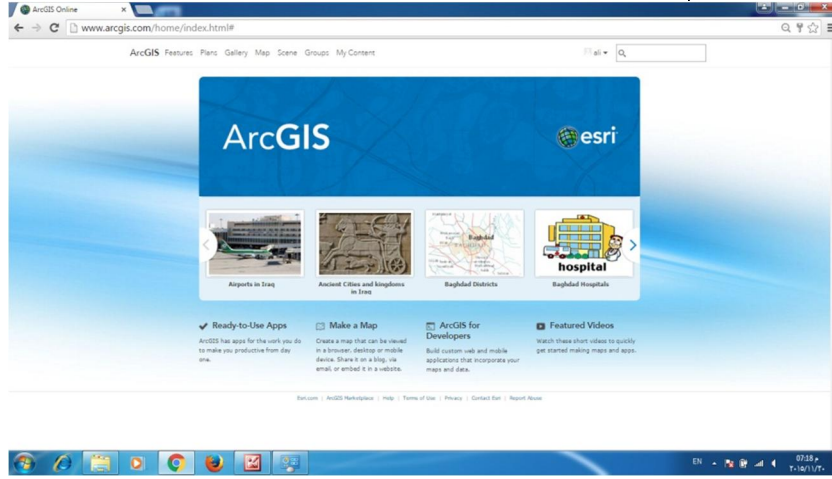 ArcGIS Online
www.arcgis.com/home/index.html#
ArcGIS Features Plans Gallery Map Scene Groups My Content
ali
ArcGIS
esri
Baghdad
hospital
Airports in Iraq
Ancient Cities and kingdoms
in Iraq
Baghdad Districts
Baghdad Hospitals
Ready-to-Use Apps
ArcGIS has apps for the work you do
to make you productive from day
one.
Make a Map
Create a map that can be viewed
in a browser, desktop or mobile
device. Share it on a blog, via
email, or embed it in a website.
ArcGIS for
Developers
Build custom web and mobile
applications that incorporate your
maps and data.
Featured Videos
Watch these short videos to quickly
get started making maps and apps.
Esri.com | ArcGIS Marketplace | Help | Terms of Use | Privacy | Contact Esri | Report Abuse
EN
07:18 م